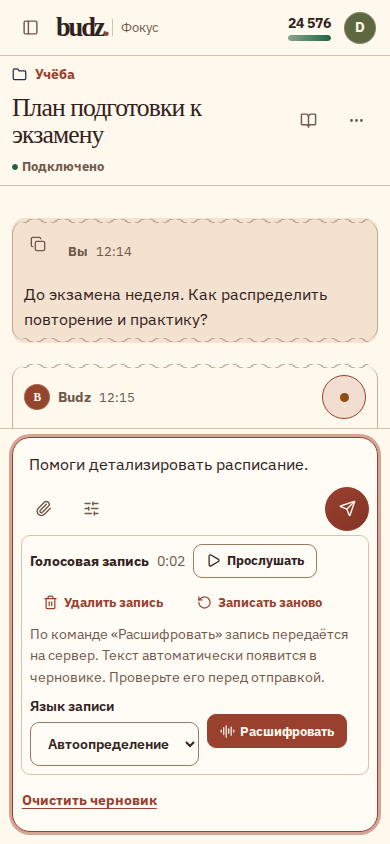 budz.
Фокус
24 576
D
Учёба
План подготовки к
экзамену
Подключено
Вы 12:14
До экзамена неделя. Как распределить
повторение и практику?
B Budz 12:15
Помоги детализировать расписание.
Голосовая запись 0:02 Прослушать
Удалить запись Записать заново
По команде «Расшифровать» запись передаётся
на сервер. Текст автоматически появится в
черновике. Проверьте его перед отправкой.
Язык записи
Автоопределение Расшифровать
Очистить черновик